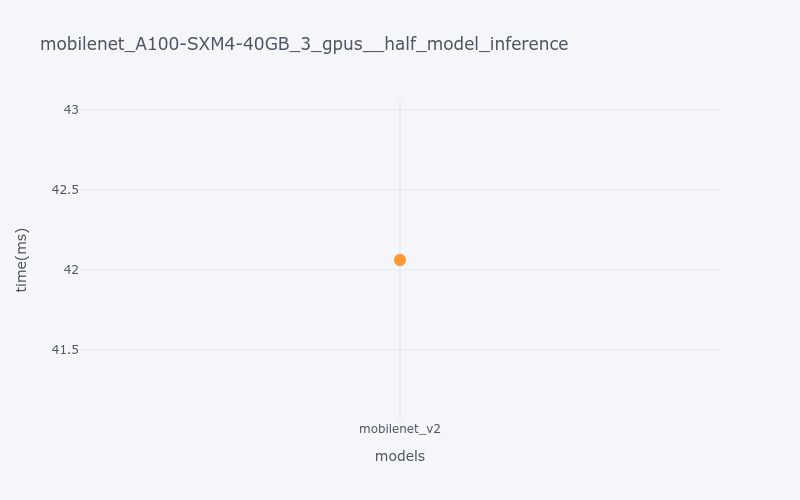 mobilenet_A100-SXM4-40GB_3_gpus__half_model_inference
43
42.5
42
41.5
time(ms)
mobilenet_v2
models